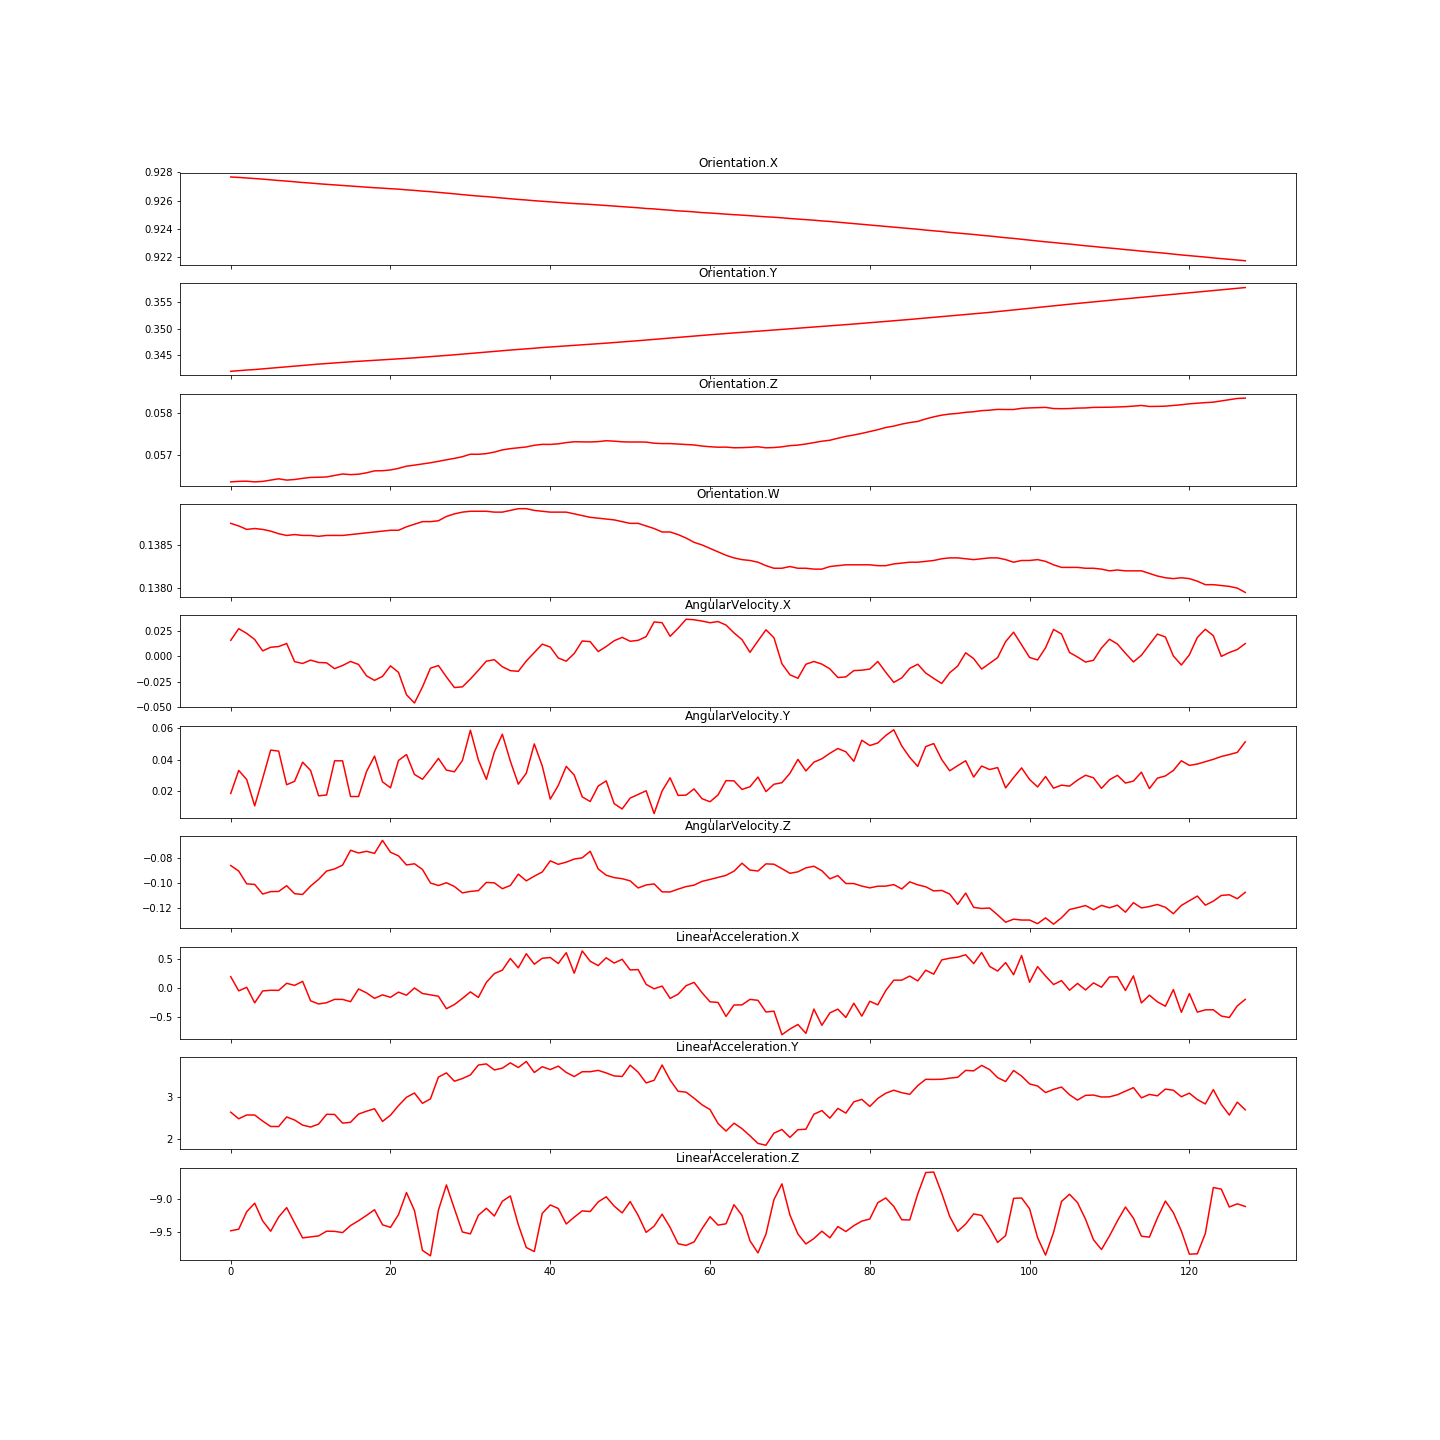 Orientation.X
0.928
0.926
0.924
0.922
Orientation.Y
0.355
0.350
0.345
Orientation.Z
0.058
0.057
Orientation.W
0.1385
0.1380
AngularVelocity.X
0.025
0.000
−0.025
−0.050
AngularVelocity.Y
0.06
0.04
0.02
AngularVelocity.Z
−0.08
−0.10
−0.12
LinearAcceleration.X
0.5
0.0
−0.5
LinearAcceleration.Y
3
2
LinearAcceleration.Z
−9.0
−9.5
0 20 40 60 80 100 120